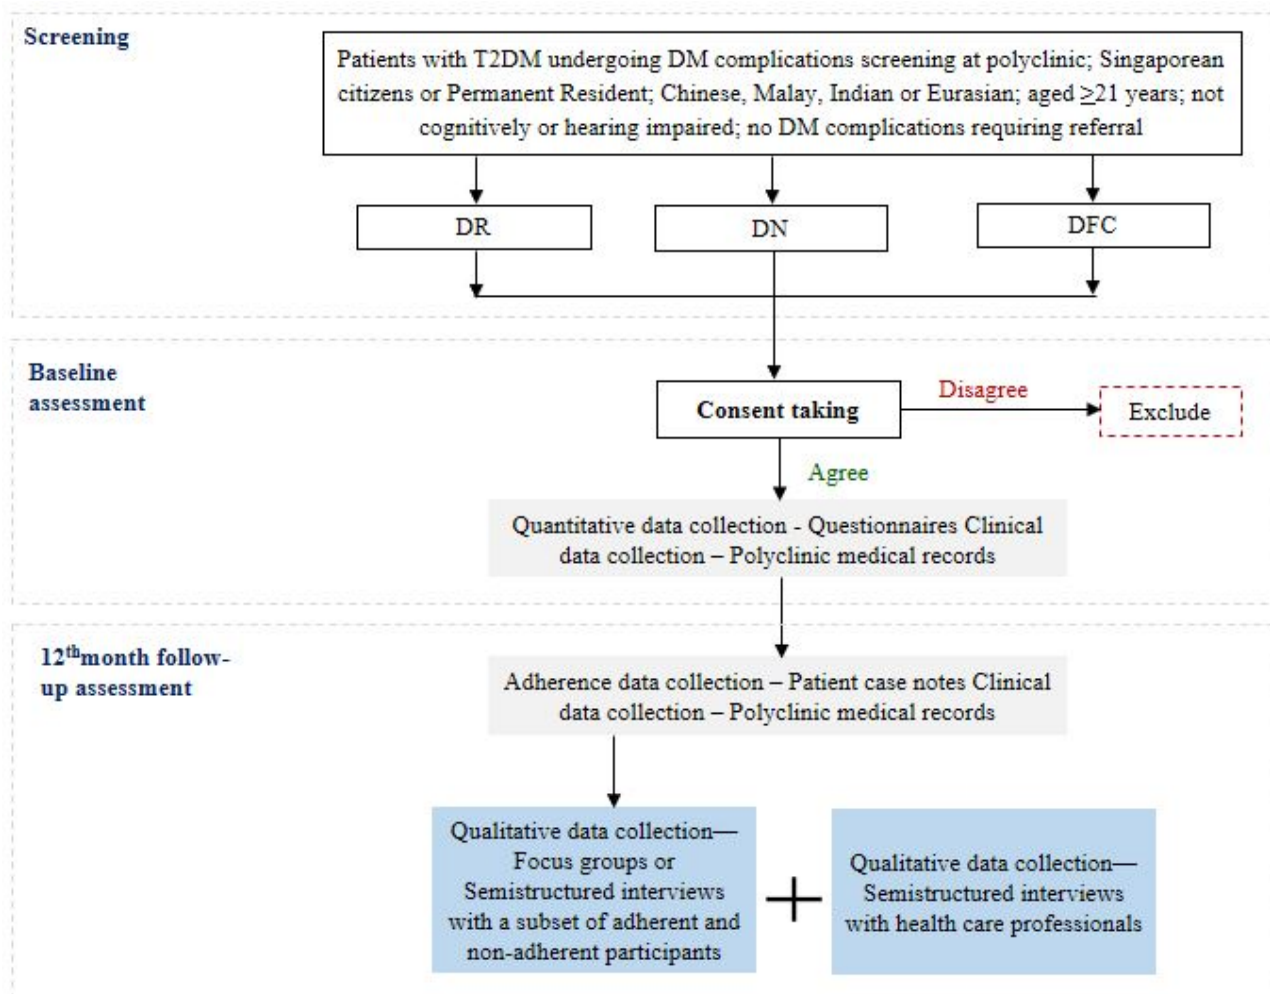 Screening
Patients with T2DM undergoing DM complications screening at polyclinic; Singaporean
citizens or Permanent Resident; Chinese, Malay, Indian or Eurasian; aged ≥21 years; not
cognitively or hearing impaired; no DM complications requiring referral
DR
DN
DFC
Baseline
assessment
Consent taking
Disagree
Exclude
Agree
Quantitative data collection - Questionnaires Clinical
data collection – Polyclinic medical records
12thmonth follow-
up assessment
Adherence data collection – Patient case notes Clinical
data collection – Polyclinic medical records
Qualitative data collection—
Focus groups or
Semistructured interviews
with a subset of adherent and
non-adherent participants
+
Qualitative data collection—
Semistructured interviews
with health care professionals